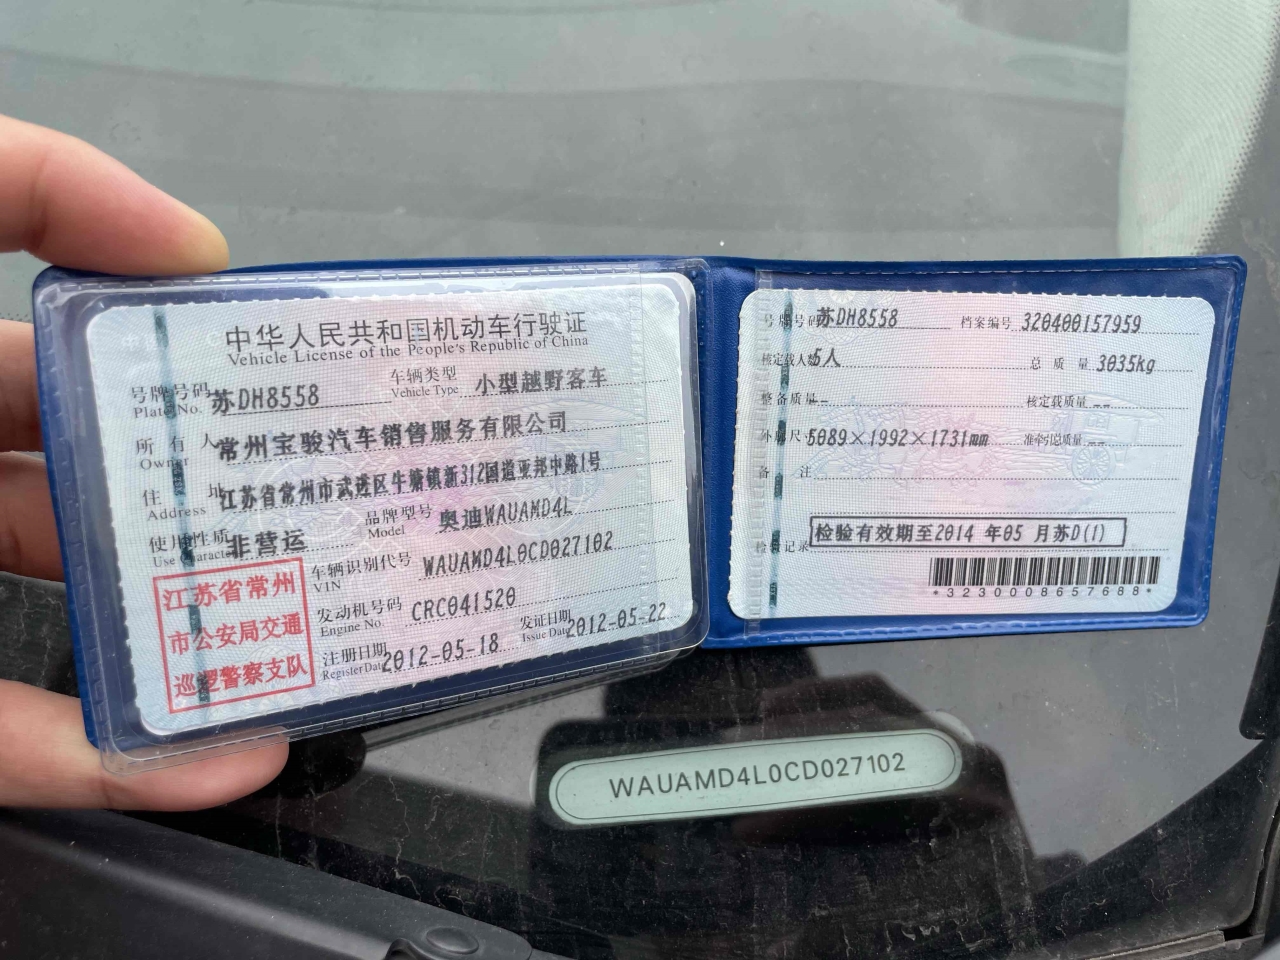 中华人民共和国机动车行驶证
Vehicle License of the People's Republic of China
号牌号码 苏DH8558 车辆类型 小型越野客车
Plate No. Vehicle Type
所有人 常州宝骏汽车销售服务有限公司
Owner
住址 江苏省常州市武进区牛塘镇新312国道亚邦中路1号
Address
使用性质 非营运 品牌型号 奥迪WAUAMD4L
Use Character Model
车辆识别代号 WAUAMD4L0CD027102
VIN
发动机号码 CRC041520
Engine No.
注册日期 2012-05-18 发证日期 2012-05-22
Register Date Issue Date
江苏省常州
市公安局交通
巡逻警察支队
号牌号码 苏DH8558 档案编号 320400157959
核定载人数 5人 总质量 3035kg
整备质量 -- 核定载质量 --
外廓尺寸 5089×1992×1731mm 准牵引总质量 --
备注
检验记录 检验有效期至2014 年05 月苏D(1)
*3230008657688*
WAUAMD4L0CD027102